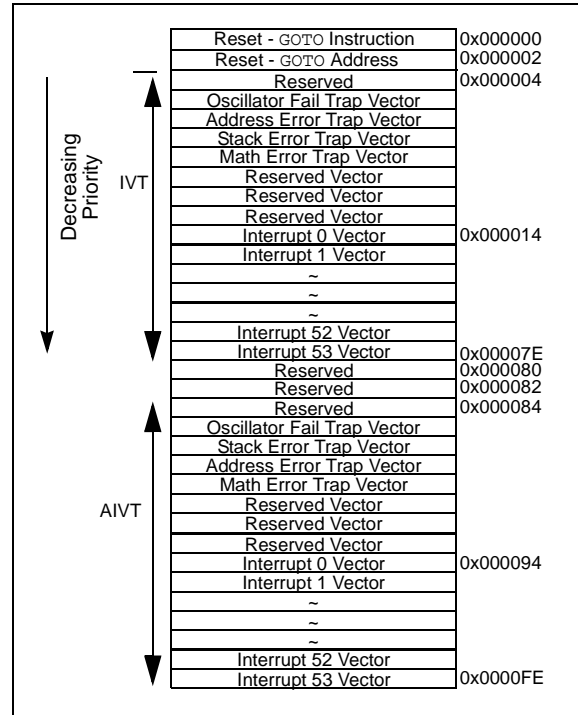 Reset - GOTO Instruction 0x000000
Reset - GOTO Address 0x000002
Reserved 0x000004
Oscillator Fail Trap Vector
Address Error Trap Vector
Stack Error Trap Vector
Math Error Trap Vector
Reserved Vector
Reserved Vector
Reserved Vector
Interrupt 0 Vector 0x000014
Interrupt 1 Vector
~
~
~
Interrupt 52 Vector
Interrupt 53 Vector 0x00007E
Reserved 0x000080
Reserved 0x000082
Reserved 0x000084
Oscillator Fail Trap Vector
Stack Error Trap Vector
Address Error Trap Vector
Math Error Trap Vector
Reserved Vector
Reserved Vector
Reserved Vector
Interrupt 0 Vector 0x000094
Interrupt 1 Vector
~
~
~
Interrupt 52 Vector
Interrupt 53 Vector 0x0000FE
Decreasing
Priority
IVT
AIVT